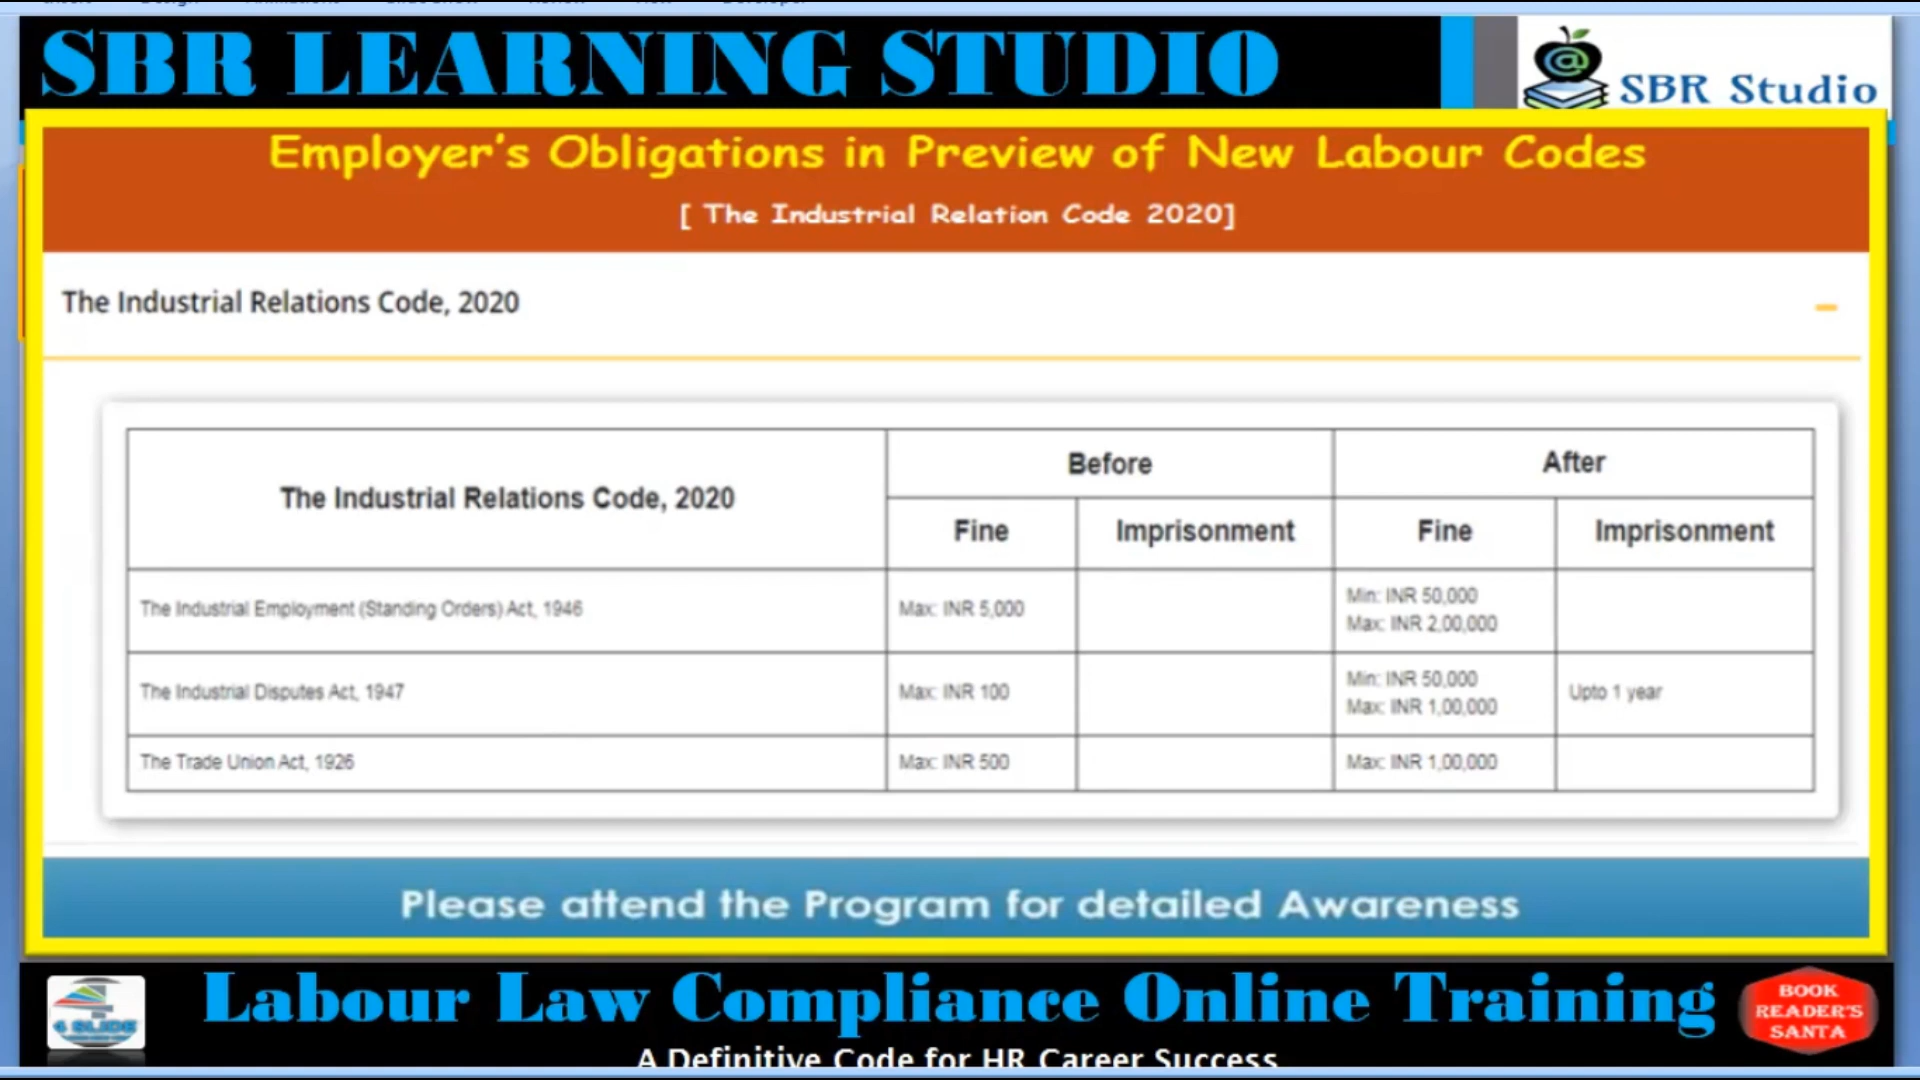 SBR LEARNING STUDIO
SBR Studio
Employer's Obligations in Preview of New Labour Codes
[ The Industrial Relation Code 2020]
The Industrial Relations Code, 2020
The Industrial Relations Code, 2020 Before After
Fine Imprisonment Fine Imprisonment
The Industrial Employment (Standing Orders) Act, 1946 Max: INR 5,000 Min: INR 50,000
Max: INR 2,00,000
The Industrial Disputes Act, 1947 Max: INR 100 Min: INR 50,000 Upto 1 year
Max: INR 1,00,000
The Trade Union Act, 1926 Max: INR 500 Max: INR 1,00,000
Please attend the Program for detailed Awareness
Labour Law Compliance Online Training
A Definitive Code for HR Career Success
4 SLIDE
BOOK
READER'S
SANTA